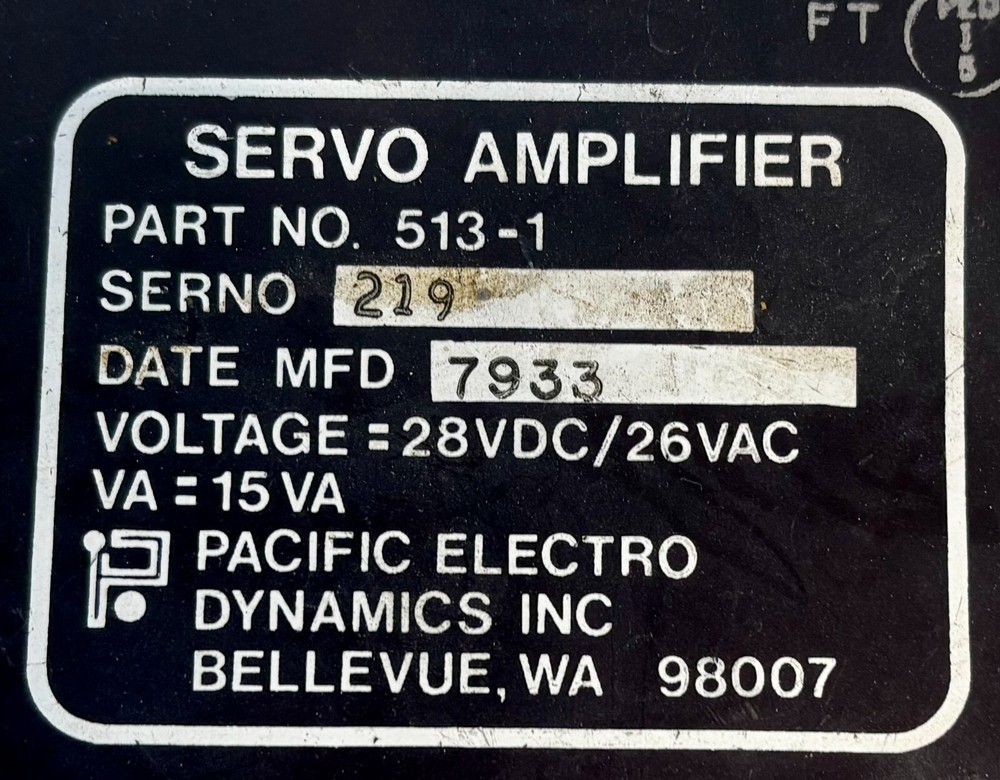 FT
SERVO AMPLIFIER
PART NO. 513-1
SERNO 219
DATE MFD 7933
VOLTAGE = 28VDC/26VAC
VA = 15 VA
PACIFIC ELECTRO
DYNAMICS INC
BELLEVUE, WA 98007